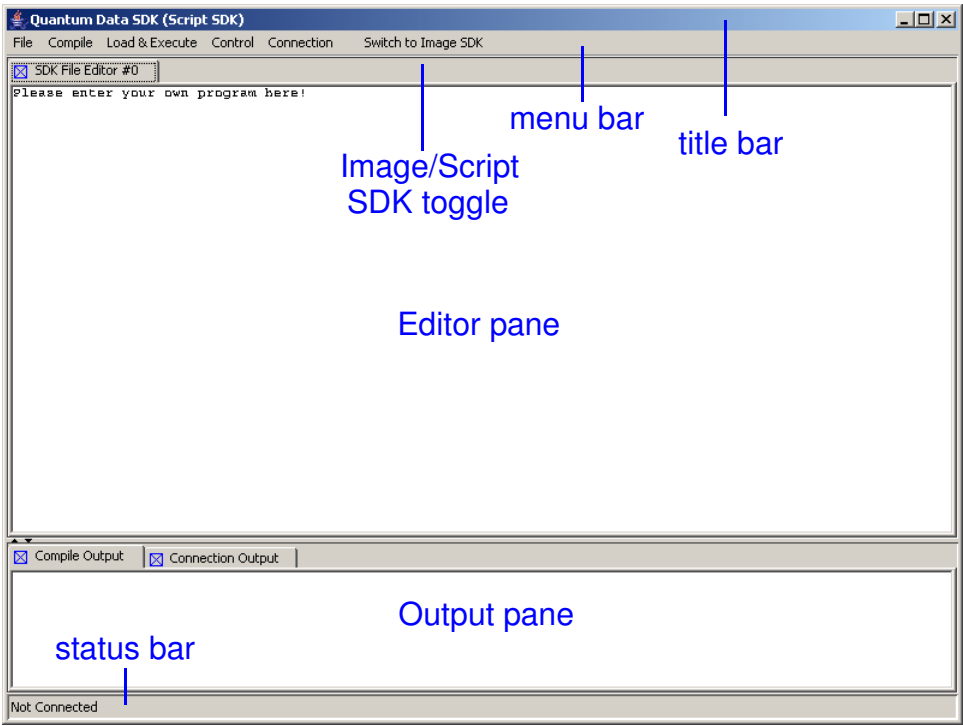 Quantum Data SDK (Script SDK)
File Compile Load & Execute Control Connection Switch to Image SDK
SDK File Editor #0
Please enter your own program here!
menu bar
title bar
Image/Script
SDK toggle
Editor pane
Compile Output Connection Output
Output pane
status bar
Not Connected